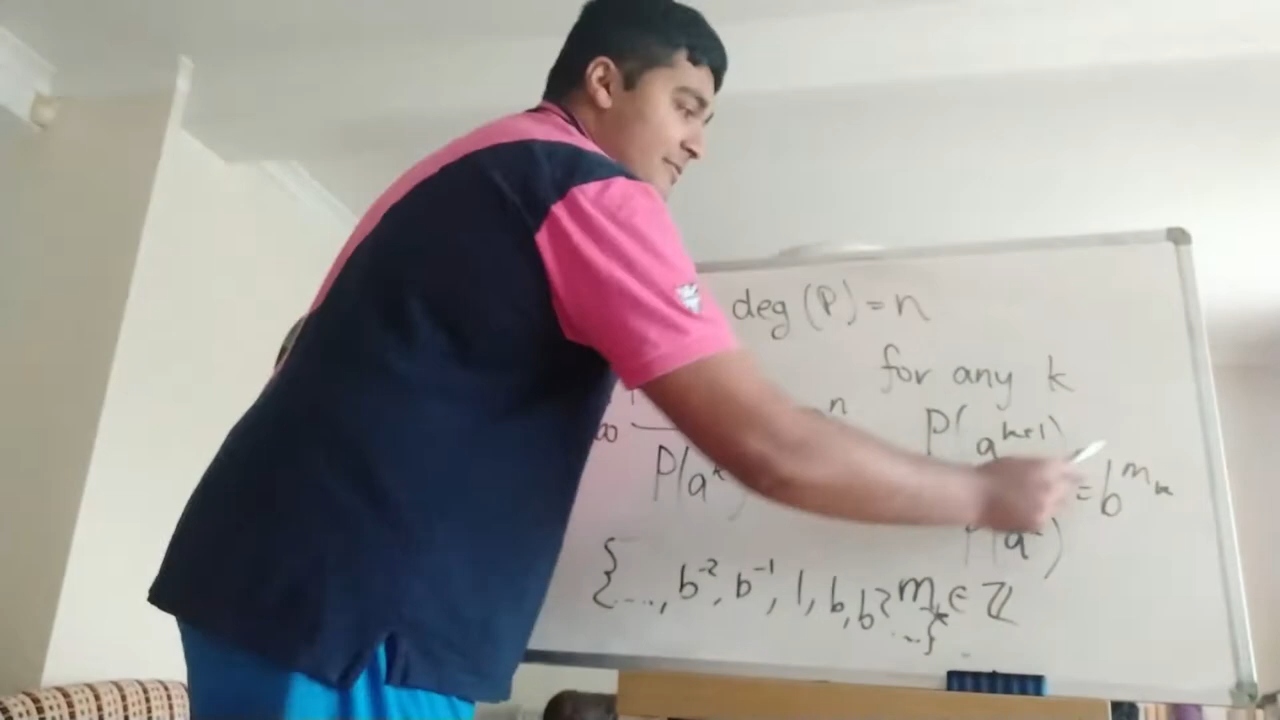 deg (P) = n
for any k
∞ P(a^k) n
P(a^{k+1})
= b^{m_k}
P(a )
{..., b^{-2}, b^{-1}, 1, b, b^2 ...} m_k ∈ ℤ